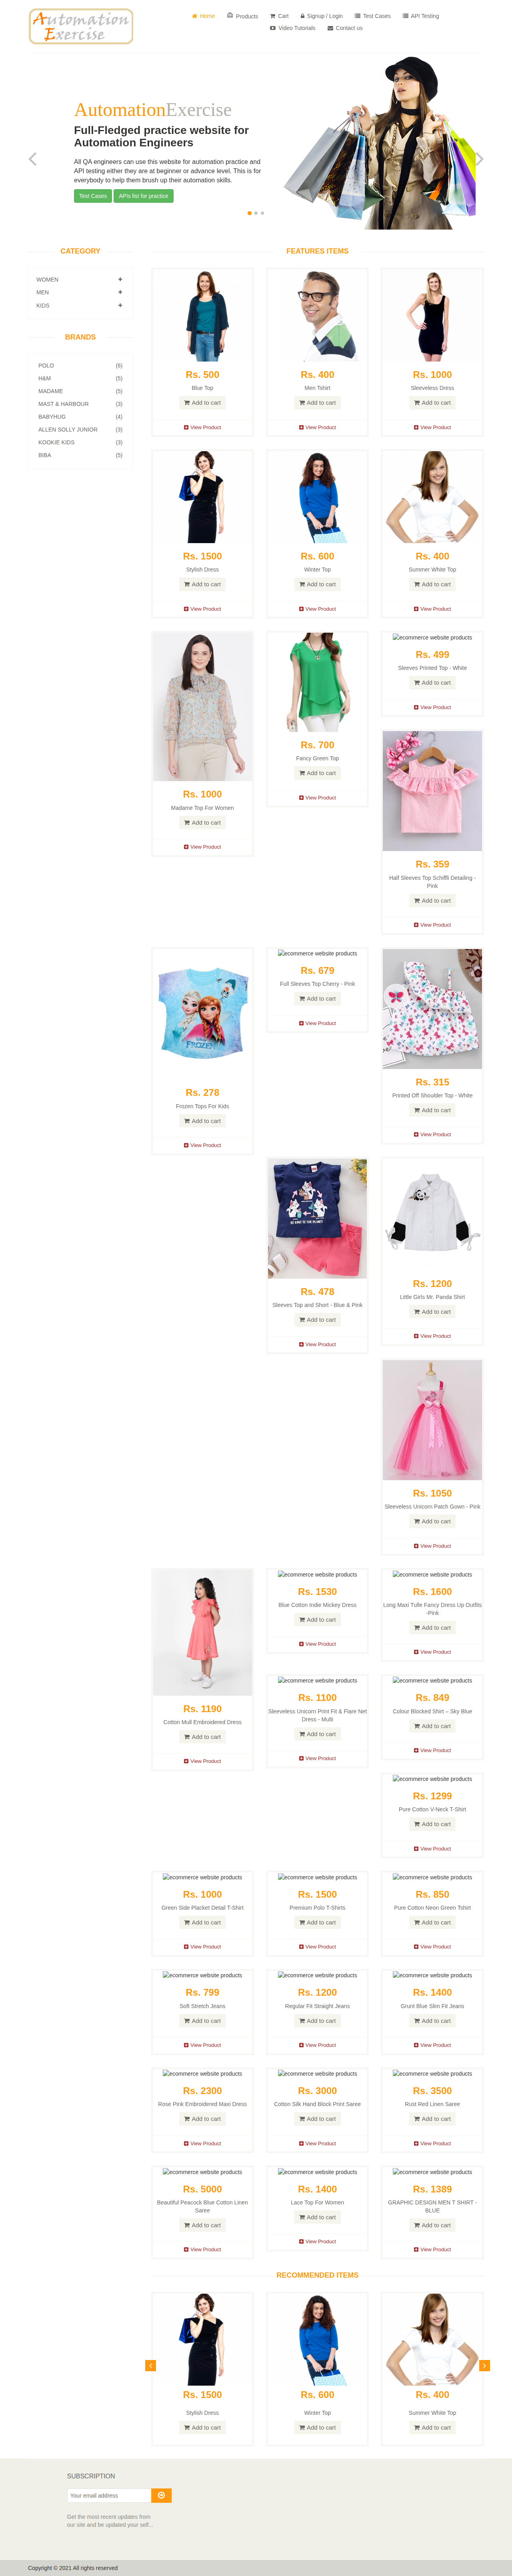 Automation
Exercise
Home
Products
Cart
Signup / Login
Test Cases
API Testing
Video Tutorials
Contact us
AutomationExercise
Full-Fledged practice website for
Automation Engineers
All QA engineers can use this website for automation practice and
API testing either they are at beginner or advance level. This is for
everybody to help them brush up their automation skills.
Test Cases
APIs list for practice
CATEGORY
WOMEN
MEN
KIDS
BRANDS
POLO (6)
H&M (5)
MADAME (5)
MAST & HARBOUR (3)
BABYHUG (4)
ALLEN SOLLY JUNIOR (3)
KOOKIE KIDS (3)
BIBA (5)
FEATURES ITEMS
Rs. 500
Blue Top
Add to cart
View Product
Rs. 400
Men Tshirt
Add to cart
View Product
Rs. 1000
Sleeveless Dress
Add to cart
View Product
Rs. 1500
Stylish Dress
Add to cart
View Product
Rs. 600
Winter Top
Add to cart
View Product
Rs. 400
Summer White Top
Add to cart
View Product
Rs. 1000
Madame Top For Women
Add to cart
View Product
Rs. 700
Fancy Green Top
Add to cart
View Product
ecommerce website products
Rs. 499
Sleeves Printed Top - White
Add to cart
View Product
Rs. 359
Half Sleeves Top Schiffli Detailing -
Pink
Add to cart
View Product
FROZEN
Rs. 278
Frozen Tops For Kids
Add to cart
View Product
ecommerce website products
Rs. 679
Full Sleeves Top Cherry - Pink
Add to cart
View Product
Rs. 315
Printed Off Shoulder Top - White
Add to cart
View Product
BE KIND TO THE PLANET
Rs. 478
Sleeves Top and Short - Blue & Pink
Add to cart
View Product
Rs. 1200
Little Girls Mr. Panda Shirt
Add to cart
View Product
Rs. 1050
Sleeveless Unicorn Patch Gown - Pink
Add to cart
View Product
Rs. 1190
Cotton Mull Embroidered Dress
Add to cart
View Product
ecommerce website products
Rs. 1530
Blue Cotton Indie Mickey Dress
Add to cart
View Product
ecommerce website products
Rs. 1600
Long Maxi Tulle Fancy Dress Up Outfits
-Pink
Add to cart
View Product
ecommerce website products
Rs. 1100
Sleeveless Unicorn Print Fit & Flare Net
Dress - Multi
Add to cart
View Product
ecommerce website products
Rs. 849
Colour Blocked Shirt – Sky Blue
Add to cart
View Product
ecommerce website products
Rs. 1299
Pure Cotton V-Neck T-Shirt
Add to cart
View Product
ecommerce website products
Rs. 1000
Green Side Placket Detail T-Shirt
Add to cart
View Product
ecommerce website products
Rs. 1500
Premium Polo T-Shirts
Add to cart
View Product
ecommerce website products
Rs. 850
Pure Cotton Neon Green Tshirt
Add to cart
View Product
ecommerce website products
Rs. 799
Soft Stretch Jeans
Add to cart
View Product
ecommerce website products
Rs. 1200
Regular Fit Straight Jeans
Add to cart
View Product
ecommerce website products
Rs. 1400
Grunt Blue Slim Fit Jeans
Add to cart
View Product
ecommerce website products
Rs. 2300
Rose Pink Embroidered Maxi Dress
Add to cart
View Product
ecommerce website products
Rs. 3000
Cotton Silk Hand Block Print Saree
Add to cart
View Product
ecommerce website products
Rs. 3500
Rust Red Linen Saree
Add to cart
View Product
ecommerce website products
Rs. 5000
Beautiful Peacock Blue Cotton Linen
Saree
Add to cart
View Product
ecommerce website products
Rs. 1400
Lace Top For Women
Add to cart
View Product
ecommerce website products
Rs. 1389
GRAPHIC DESIGN MEN T SHIRT -
BLUE
Add to cart
View Product
RECOMMENDED ITEMS
Rs. 1500
Stylish Dress
Add to cart
Rs. 600
Winter Top
Add to cart
Rs. 400
Summer White Top
Add to cart
SUBSCRIPTION
Your email address
Get the most recent updates from
our site and be updated your self...
Copyright © 2021 All rights reserved